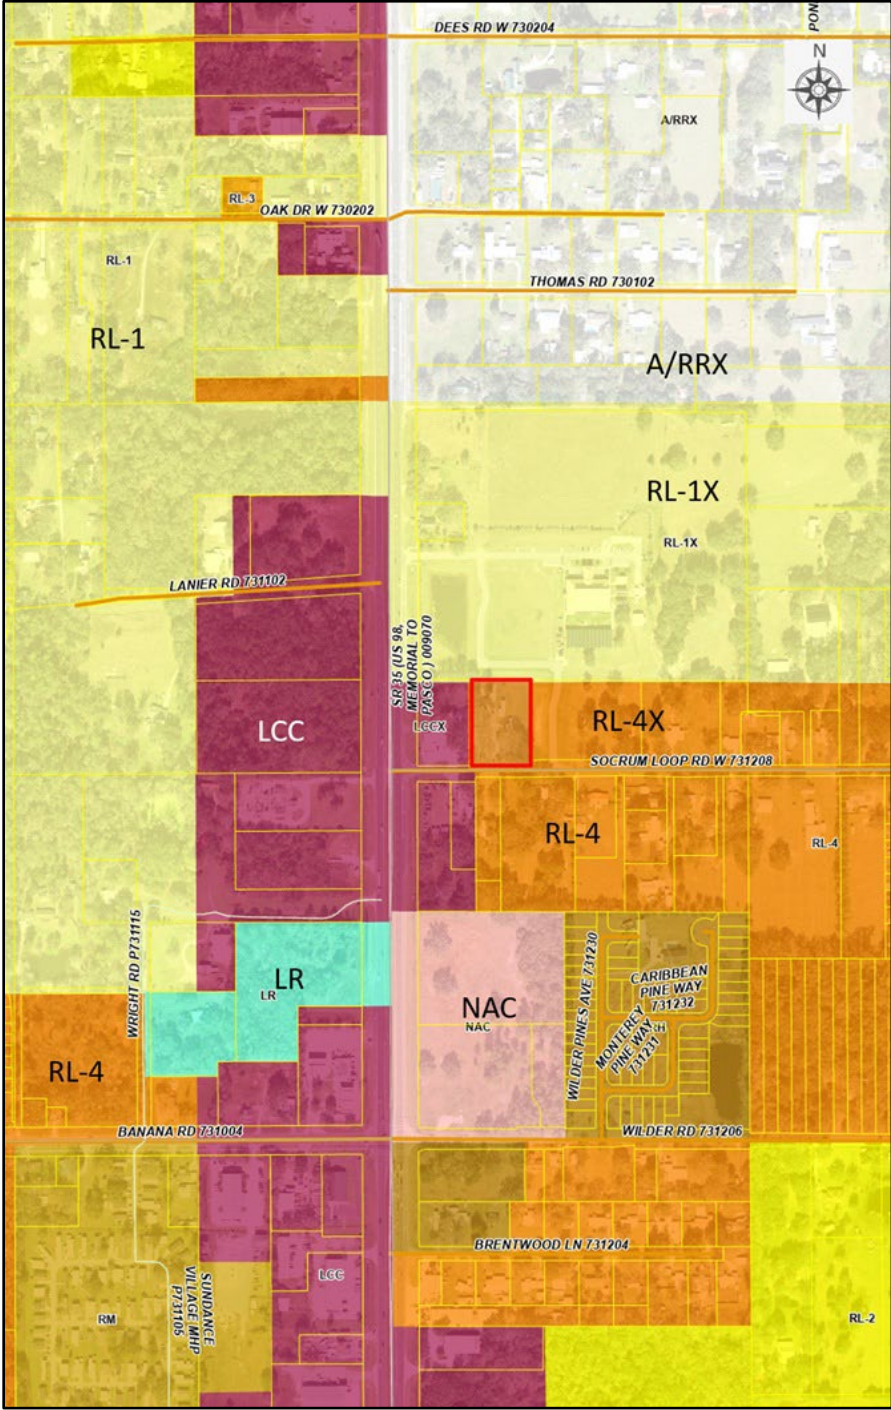 DEES RD W 730204
PON
N
A/RRX
RL-3
OAK DR W 730202
RL-1
THOMAS RD 730102
RL-1
A/RRX
RL-1X
RL-1X
LANIER RD 731102
SR 35 (US 98,
MEMORIAL TO
PASCO ) 009070
LCC
LCCX
RL-4X
SOCRUM LOOP RD W 731208
RL-4
RL-4
WRIGHT RD P731115
LR
LR
NAC
NAC
WILDER PINES AVE 731230
CARIBBEAN
PINE WAY
731232
MONTEREY
PINE WAY
731231
RL-4
BANANA RD 731004
WILDER RD 731206
BRENTWOOD LN 731204
LCC
SUNDANCE
VILLAGE MHP
P731105
RM
RL-2